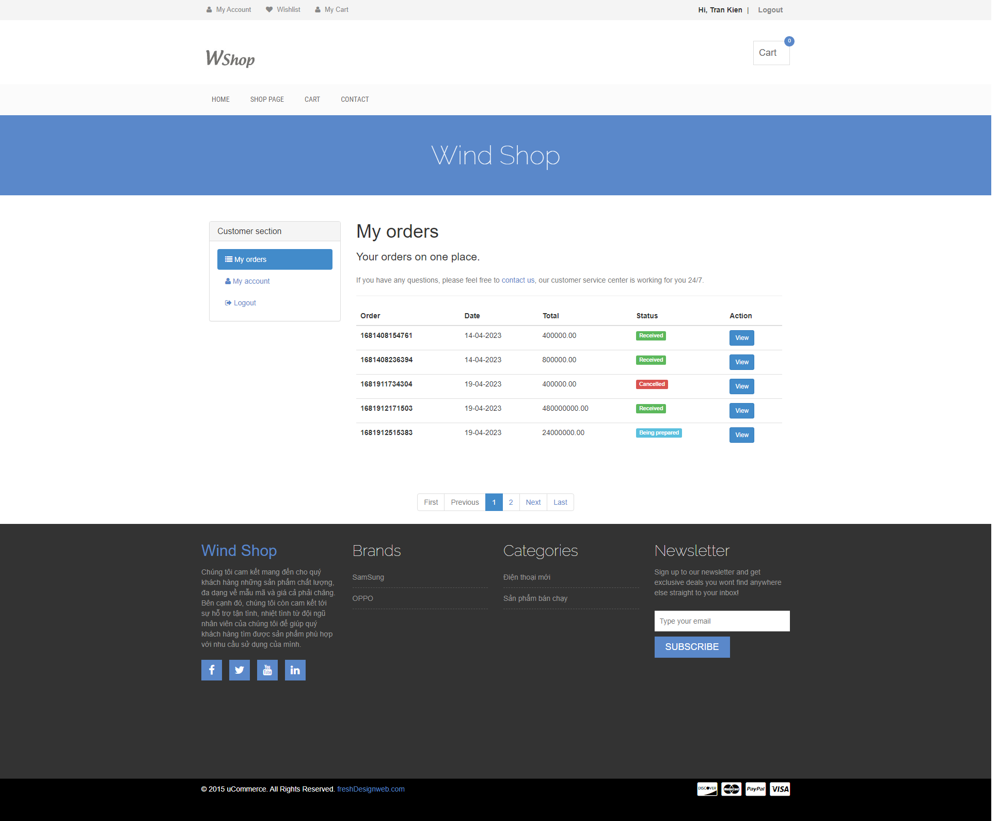 My Account Wishlist My Cart Hi, Tran Kien | Logout
0
Cart
WShop
HOME SHOP PAGE CART CONTACT
Wind Shop
Customer section
My orders
My account
Logout
My orders
Your orders on one place.
If you have any questions, please feel free to contact us, our customer service center is working for you 24/7.
Order Date Total Status Action
1681408154761 14-04-2023 400000.00 Received View
1681408236394 14-04-2023 800000.00 Received View
1681911734304 19-04-2023 400000.00 Cancelled View
1681912171503 19-04-2023 480000000.00 Received View
1681912515383 19-04-2023 24000000.00 Being prepared View
First Previous 1 2 Next Last
Wind Shop
Chúng tôi cam kết mang đến cho quý
khách hàng những sản phẩm chất lượng,
đa dạng về mẫu mã và giá cả phải chăng.
Bên cạnh đó, chúng tôi còn cam kết tới
sự hỗ trợ tận tình, nhiệt tình từ đội ngũ
nhân viên của chúng tôi để giúp quý
khách hàng tìm được sản phẩm phù hợp
với nhu cầu sử dụng của mình.
You
Tube
Brands
SamSung
OPPO
Categories
Điện thoại mới
Sản phẩm bán chạy
Newsletter
Sign up to our newsletter and get
exclusive deals you wont find anywhere
else straight to your inbox!
Type your email
SUBSCRIBE
© 2015 uCommerce. All Rights Reserved. freshDesignweb.com
DISCOVER MasterCard PayPal VISA